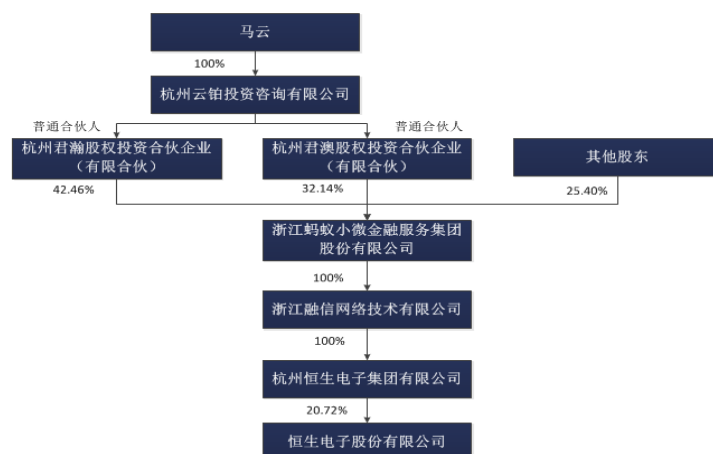 马云
100%
杭州云铂投资咨询有限公司
普通合伙人
普通合伙人
杭州君瀚股权投资合伙企业
（有限合伙）
杭州君澳股权投资合伙企业
（有限合伙）
其他股东
42.46%
32.14%
25.40%
浙江蚂蚁小微金融服务集团
股份有限公司
100%
浙江融信网络技术有限公司
100%
杭州恒生电子集团有限公司
20.72%
恒生电子股份有限公司